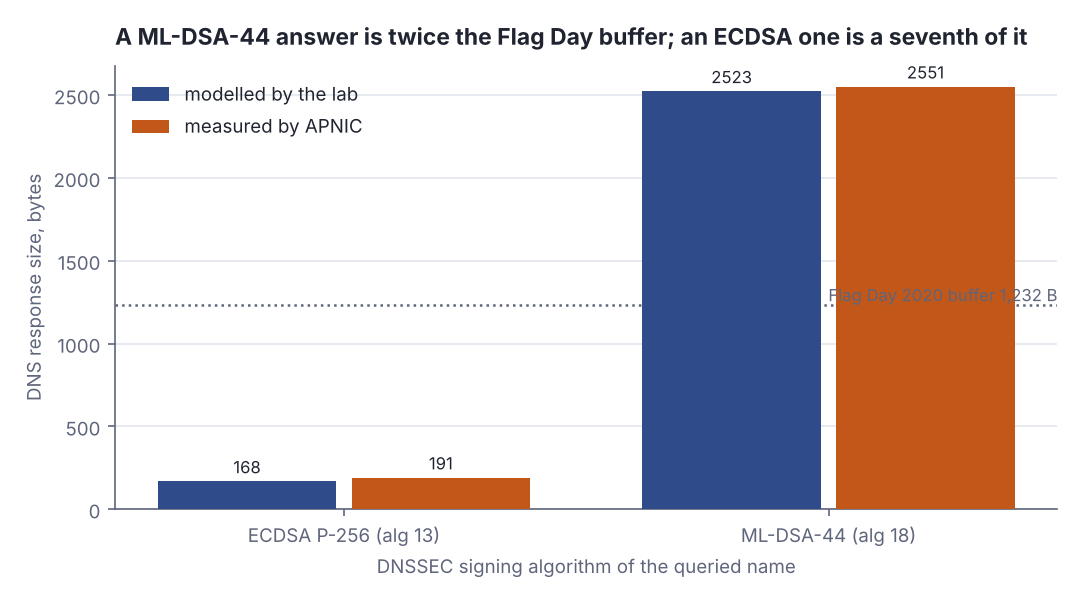 A ML-DSA-44 answer is twice the Flag Day buffer; an ECDSA one is a seventh of it
modelled by the lab
measured by APNIC
2523
2551
2500
2000
1500
1000
500
0
DNS response size, bytes
Flag Day 2020 buffer 1,232 B
168
191
ECDSA P-256 (alg 13)
ML-DSA-44 (alg 18)
DNSSEC signing algorithm of the queried name